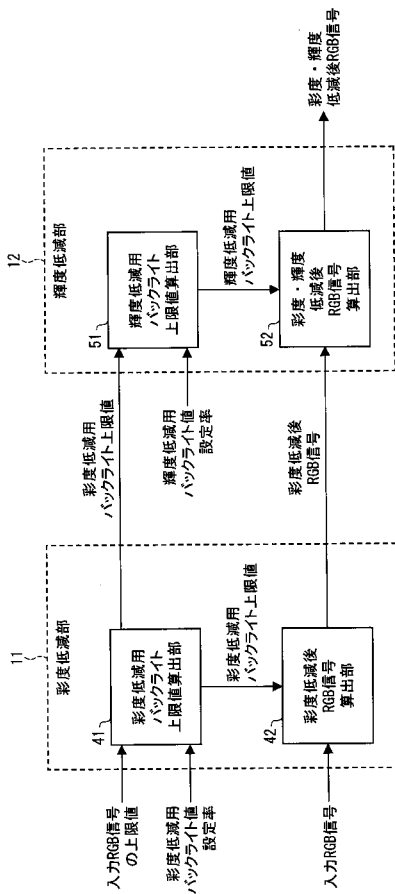 入力RGB信号
の上限値
彩度低減用
バックライト値
設定率
入力RGB信号
11
彩度低減部
41
彩度低減用
バックライト
上限値算出部
彩度低減用
バックライト上限値
42
彩度低減後
RGB信号
算出部
彩度低減用
バックライト上限値
輝度低減用
バックライト値
設定率
彩度低減後
RGB信号
12
輝度低減部
51
輝度低減用
バックライト
上限値算出部
輝度低減用
バックライト上限値
52
彩度・輝度
低減後
RGB信号
算出部
彩度・輝度
低減後RGB信号